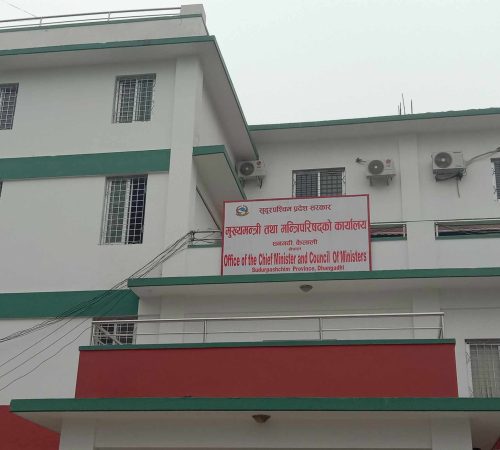 सुदूरपश्चिम प्रदेश सरकार
मुख्यमन्त्री तथा मन्त्रिपरिषद्को कार्यालय
धनगढी कैलाली
नेपाल
Office of the Chief Minister and Council Of Ministers
Sudurpashchim Province, Dhangadhi